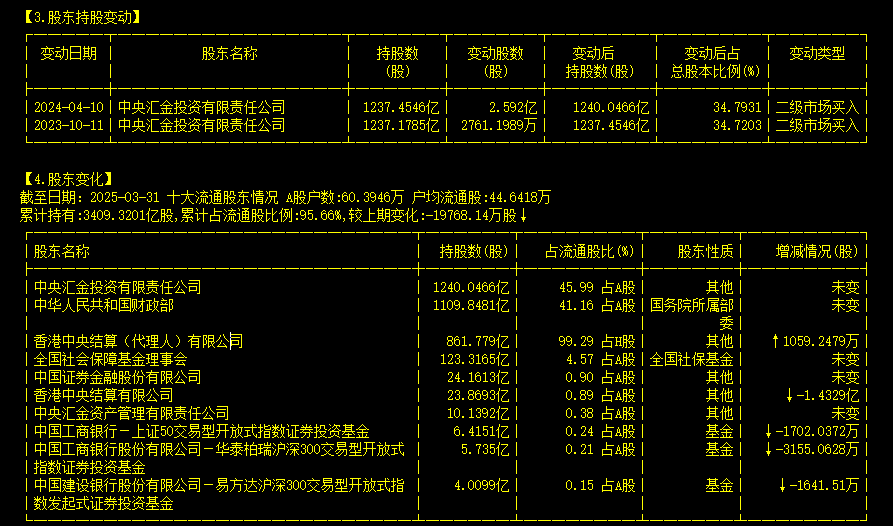 【3.股东持股变动】
变动日期 股东名称 持股数 变动股数 变动后 变动后占 变动类型
(股) (股) 持股数(股) 总股本比例(%)
2024-04-10 中央汇金投资有限责任公司 1237.4546亿 2.592亿 1240.0466亿 34.7931 二级市场买入
2023-10-11 中央汇金投资有限责任公司 1237.1785亿 2761.1989万 1237.4546亿 34.7203 二级市场买入
【4.股东变化】
截至日期: 2025-03-31 十大流通股东情况 A股户数:60.3946万 户均流通股:44.6418万
累计持有:3409.3201亿股,累计占流通股比例:95.66%,较上期变化:-19768.14万股↓
股东名称 持股数(股) 占流通股比(%) 股东性质 增减情况(股)
中央汇金投资有限责任公司 1240.0466亿 45.99 占A股 其他 未变
中华人民共和国财政部 1109.8481亿 41.16 占A股 国务院所属部 未变
委
香港中央结算(代理人)有限公司 861.779亿 99.29 占H股 其他 ↑1059.2479万
全国社会保障基金理事会 123.3165亿 4.57 占A股 全国社保基金 未变
中国证券金融股份有限公司 24.1613亿 0.90 占A股 其他 未变
香港中央结算有限公司 23.8693亿 0.89 占A股 其他 ↓-1.4329亿
中央汇金资产管理有限责任公司 10.1392亿 0.38 占A股 其他 未变
中国工商银行-上证50交易型开放式指数证券投资基金 6.4151亿 0.24 占A股 基金 ↓-1702.0372万
中国工商银行股份有限公司-华泰柏瑞沪深300交易型开放式 5.735亿 0.21 占A股 基金 ↓-3155.0628万
指数证券投资基金
中国建设银行股份有限公司-易方达沪深300交易型开放式指 4.0099亿 0.15 占A股 基金 ↓-1641.51万
数发起式证券投资基金